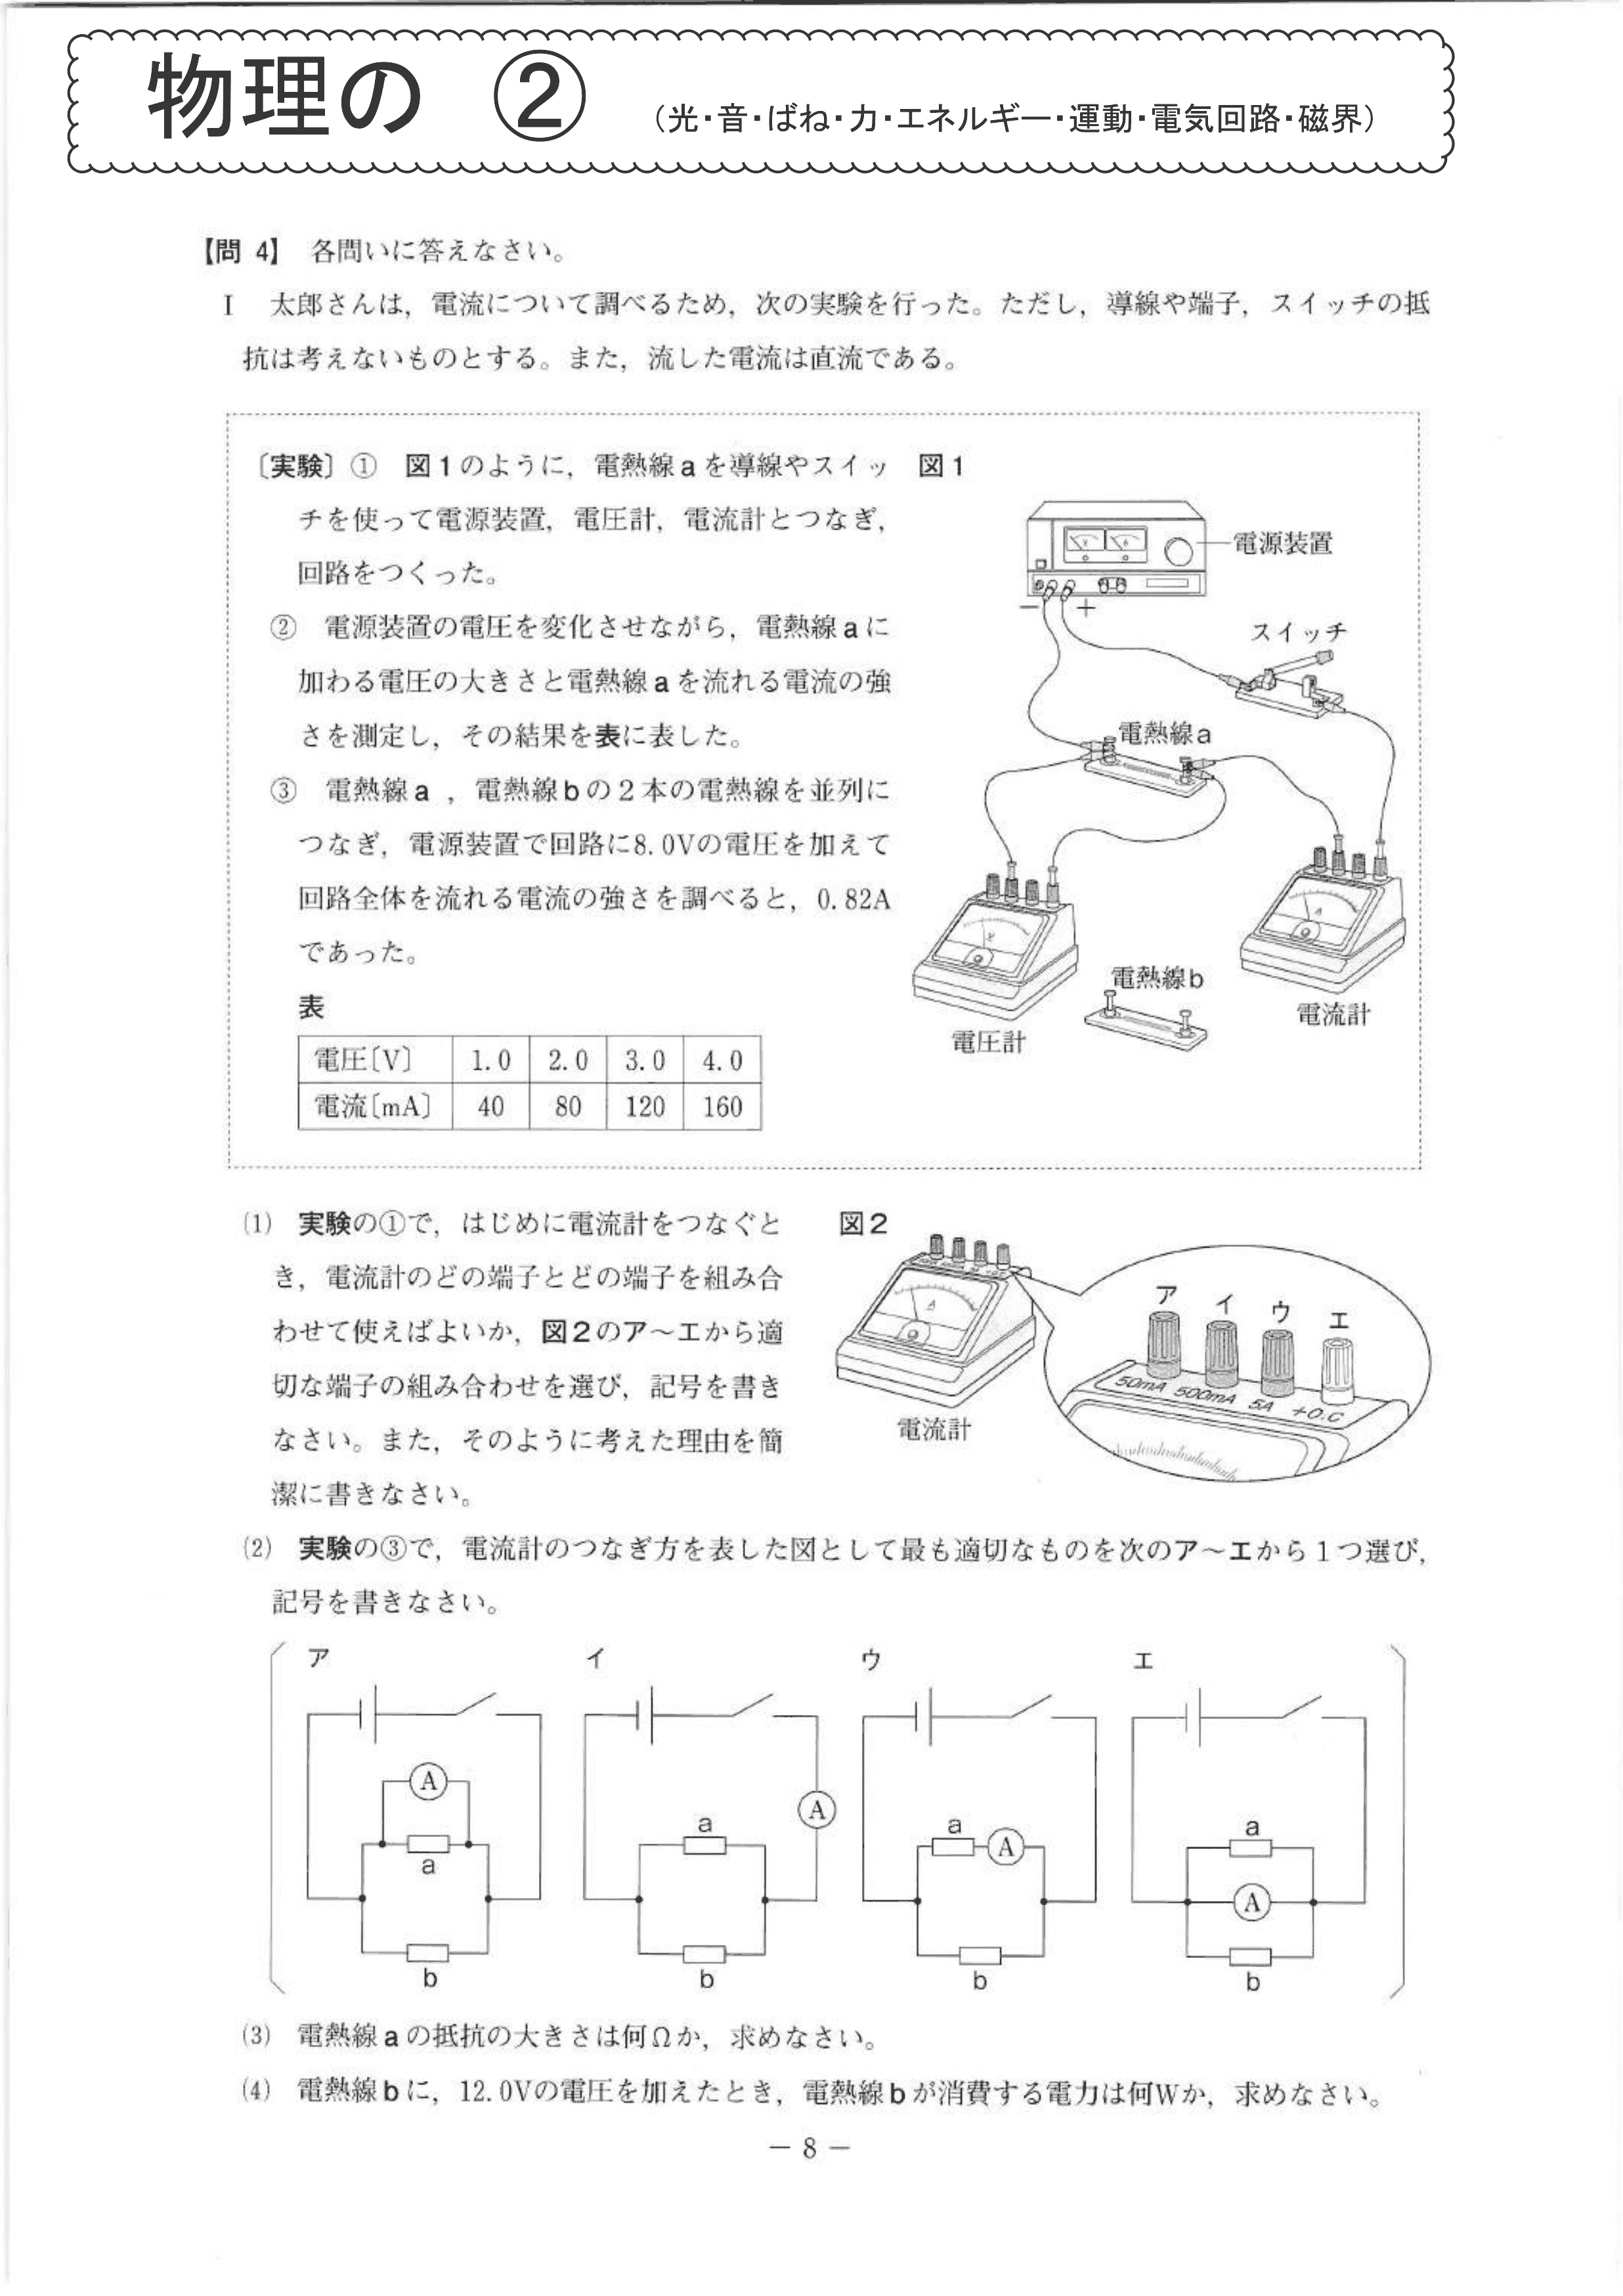 物理の ② （光・音・ばね・力・エネルギー・運動・電気回路・磁界）
【問 4】 各問いに答えなさい。
Ⅰ 太郎さんは，電流について調べるため，次の実験を行った。ただし，導線や端子，スイッチの抵
抗は考えないものとする。また，流した電流は直流である。
〔実験〕① 図1のように，電熱線aを導線やスイッ
チを使って電源装置，電圧計，電流計とつなぎ，
回路をつくった。
② 電源装置の電圧を変化させながら，電熱線aに
加わる電圧の大きさと電熱線aを流れる電流の強
さを測定し，その結果を表に表した。
③ 電熱線a，電熱線bの2本の電熱線を並列に
つなぎ，電源装置で回路に8.0Vの電圧を加えて
回路全体を流れる電流の強さを調べると，0.82A
であった。
表
電圧〔V〕 1.0 2.0 3.0 4.0
電流〔mA〕 40 80 120 160
図1
電源装置
− +
スイッチ
電熱線a
電熱線b
電圧計
電流計
(1) 実験の①で，はじめに電流計をつなぐと
き，電流計のどの端子とどの端子を組み合
わせて使えばよいか，図2のア～エから適
切な端子の組み合わせを選び，記号を書き
なさい。また，そのように考えた理由を簡
潔に書きなさい。
図2
電流計
ア イ ウ エ
50mA 500mA 5A +D.C
(2) 実験の③で，電流計のつなぎ方を表した図として最も適切なものを次のア～エから1つ選び，
記号を書きなさい。
ア イ ウ エ
A A A A
a a a a
b b b b
(3) 電熱線aの抵抗の大きさは何Ωか，求めなさい。
(4) 電熱線bに，12.0Vの電圧を加えたとき，電熱線bが消費する電力は何Wか，求めなさい。
－ 8 －